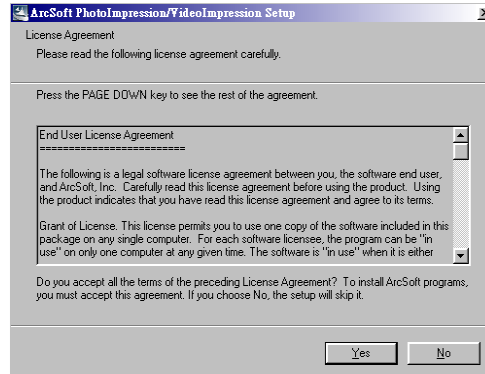 ArcSoft PhotoImpression/VideoImpression Setup
License Agreement
Please read the following license agreement carefully.
Press the PAGE DOWN key to see the rest of the agreement.
End User License Agreement
==========================
The following is a legal software license agreement between you, the software end user,
and ArcSoft, Inc.  Carefully read this license agreement before using the product.  Using
the product indicates that you have read this license agreement and agree to its terms.
Grant of License. This license permits you to use one copy of the software included in this
package on any single computer.  For each software licensee, the program can be "in
use" on only one computer at any given time. The software is "in use" when it is either
Do you accept all the terms of the preceding License Agreement?  To install ArcSoft programs,
you must accept this agreement. If you choose No, the setup will skip it.
Yes
No